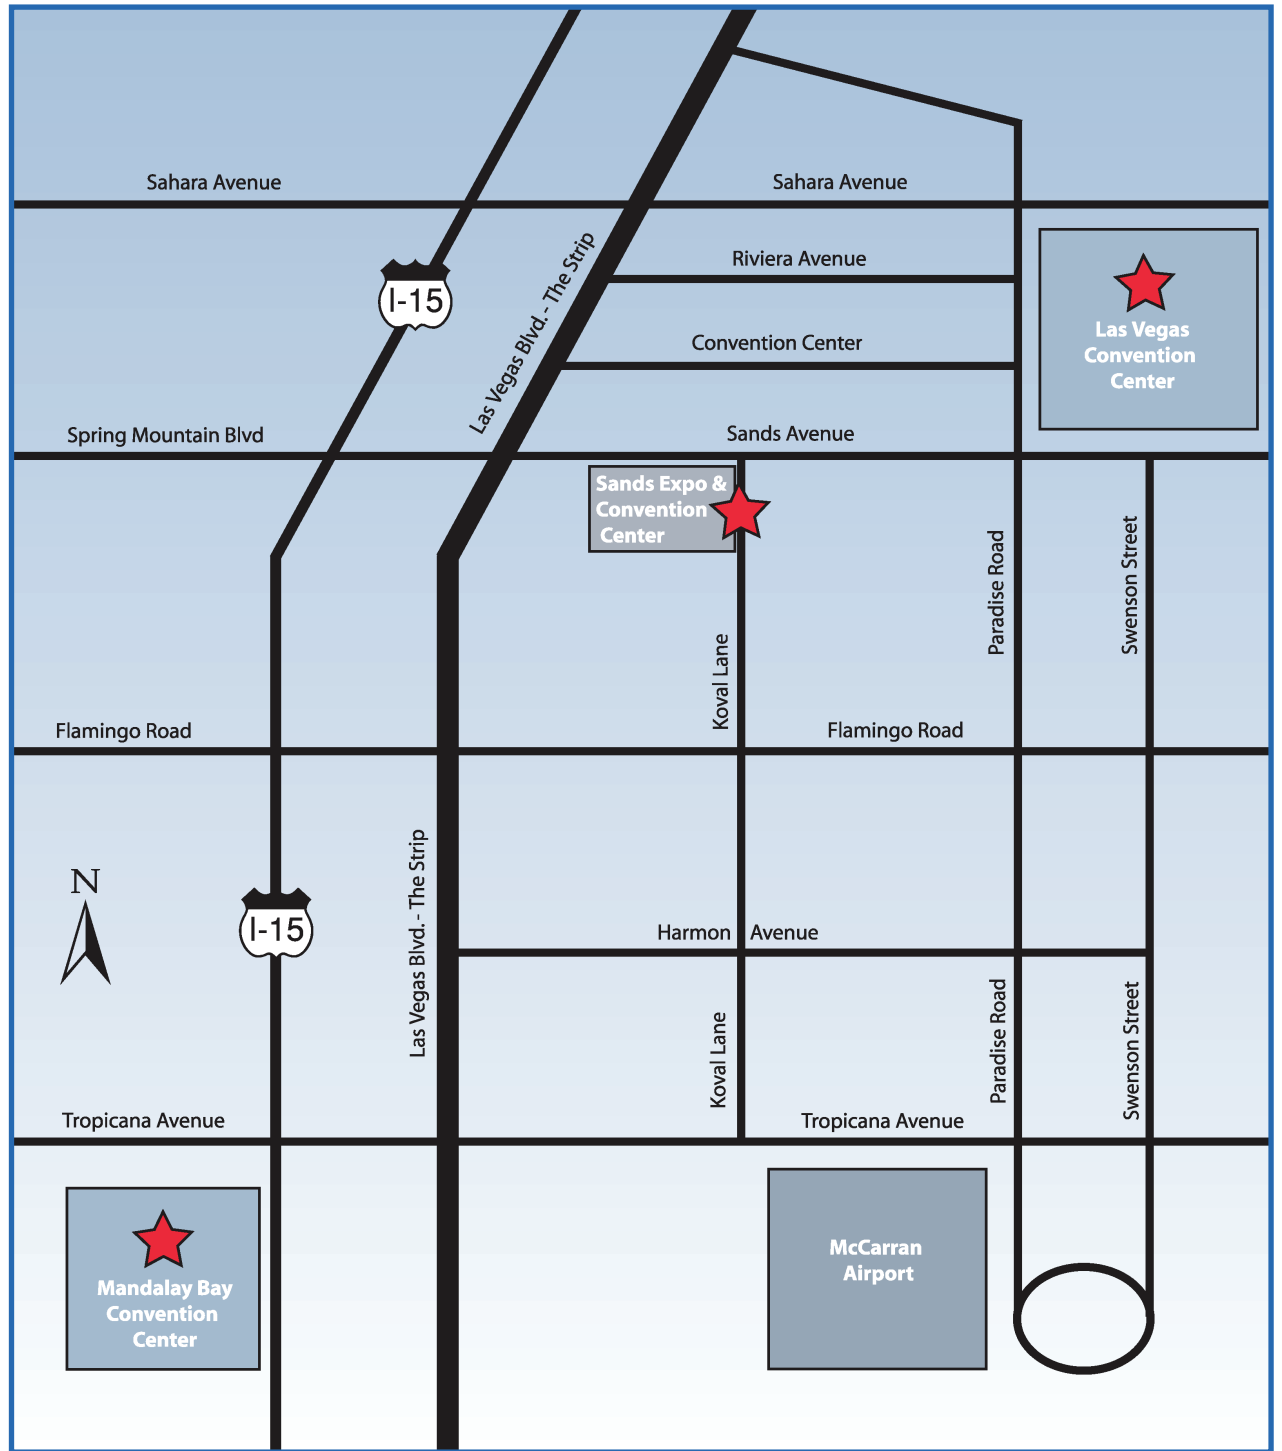 Sahara Avenue
Sahara Avenue
Riviera Avenue
I-15
Las Vegas Blvd. - The Strip
Las Vegas
Convention
Center
Convention Center
Spring Mountain Blvd
Sands Avenue
Sands Expo &
Convention
Center
Paradise Road
Swenson Street
Koval Lane
Flamingo Road
Flamingo Road
N
I-15
Las Vegas Blvd. - The Strip
Harmon Avenue
Koval Lane
Paradise Road
Swenson Street
Tropicana Avenue
Tropicana Avenue
McCarran
Airport
Mandalay Bay
Convention
Center